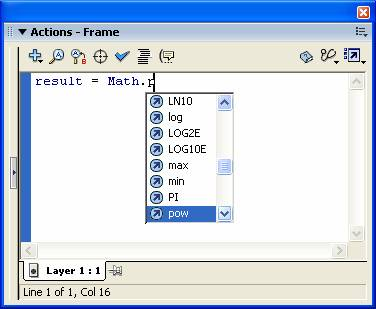 Actions - Frame
result = Math.p
LN10
log
LOG2E
LOG10E
max
min
PI
pow
Layer 1 : 1
Line 1 of 1, Col 16